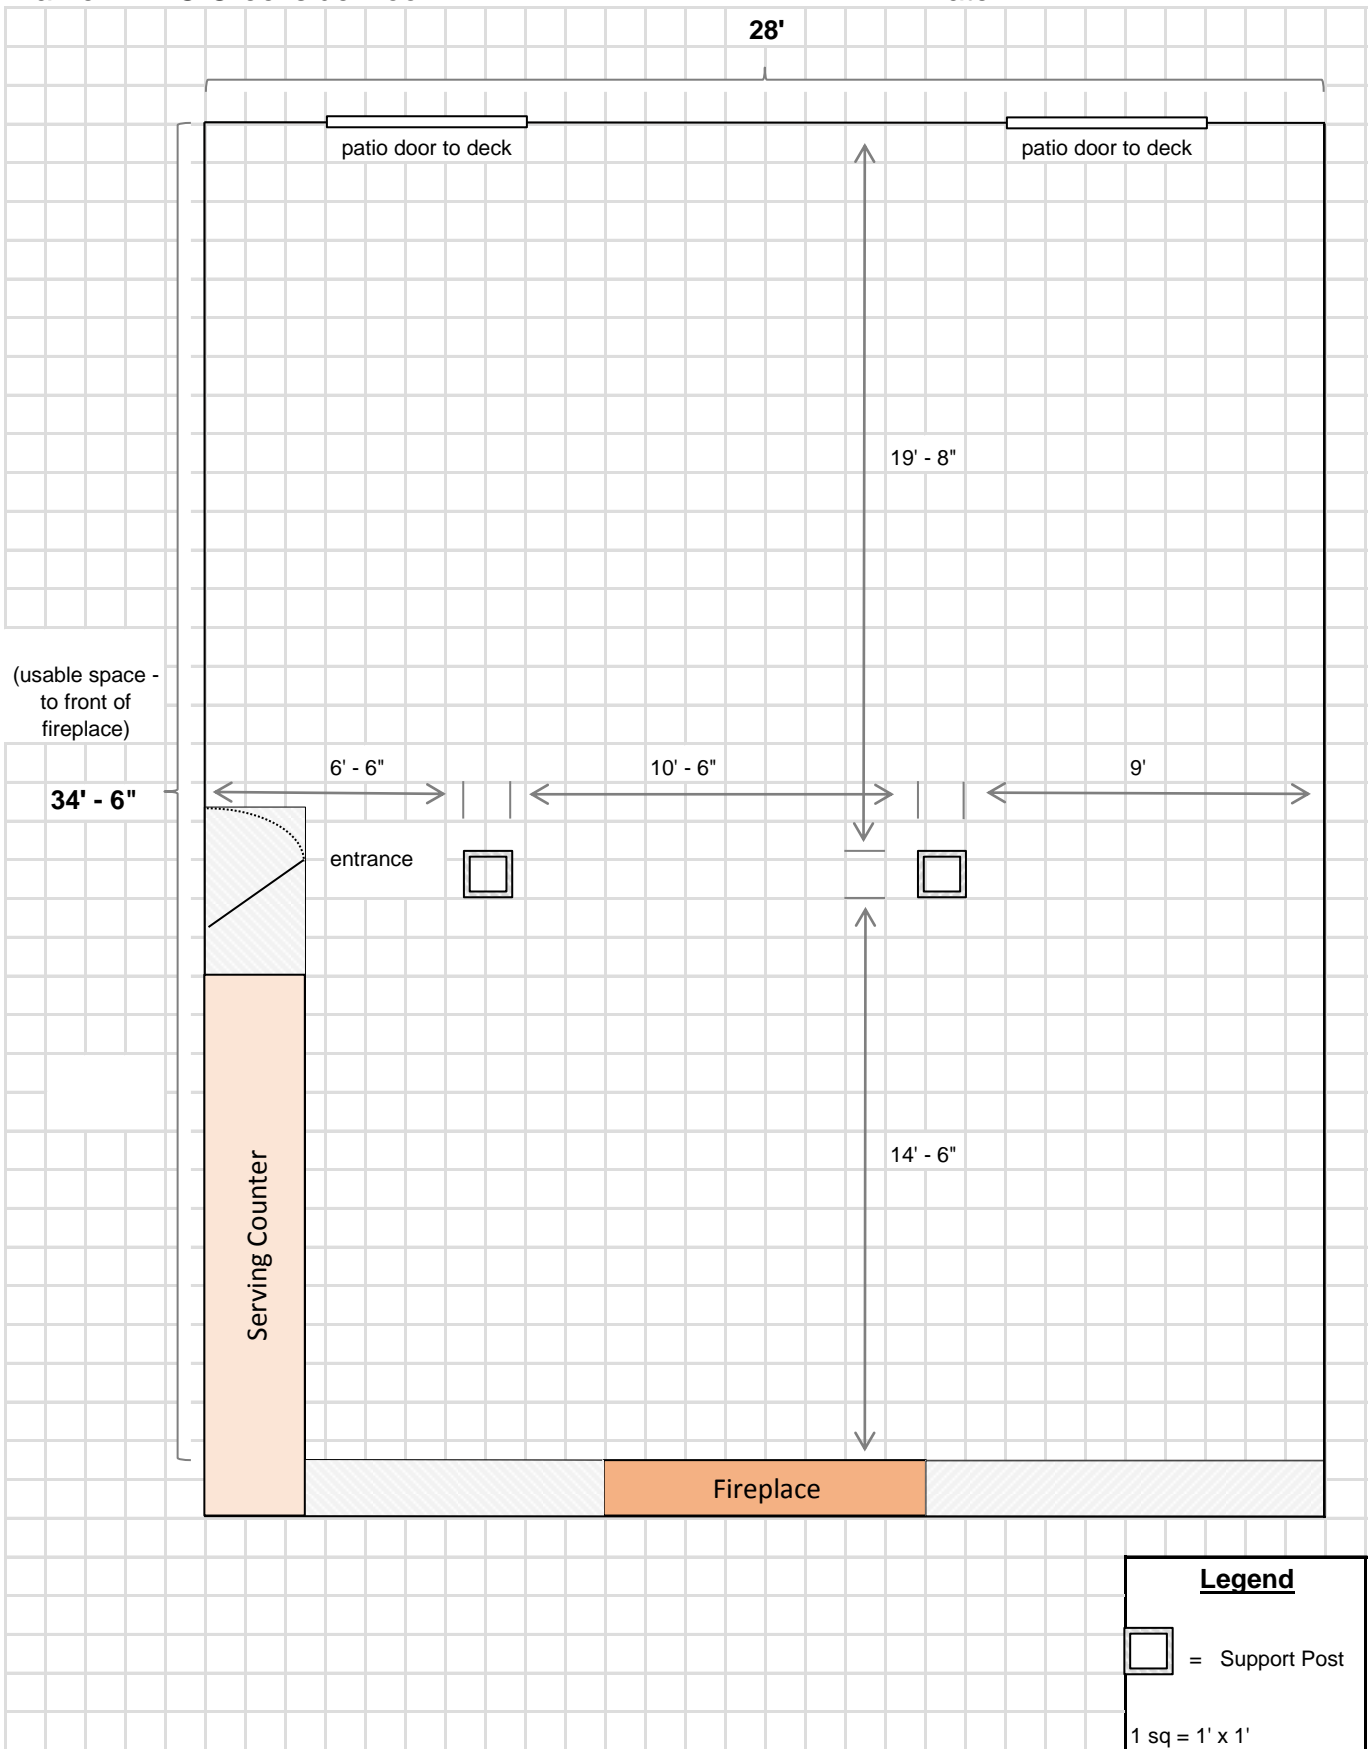 28'
patio door to deck
patio door to deck
19' - 8"
(usable space -
to front of
fireplace)
34' - 6"
6' - 6"
10' - 6"
9'
entrance
14' - 6"
Serving Counter
Fireplace
Legend
= Support Post
1 sq = 1' x 1'